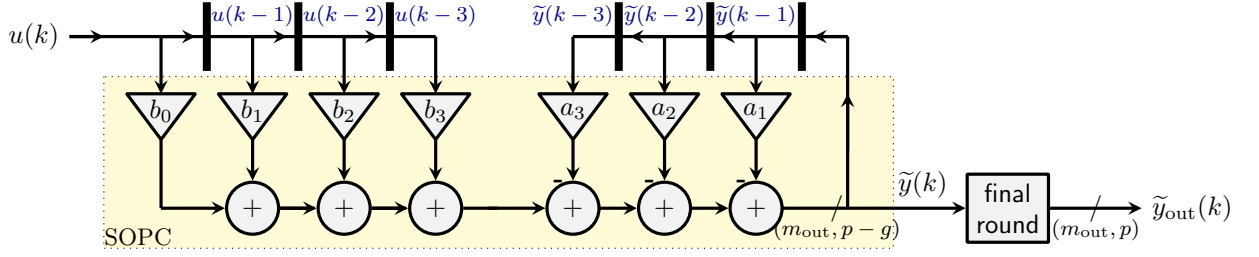 u(k) u(k − 1) u(k − 2) u(k − 3) ỹ(k − 3) ỹ(k − 2) ỹ(k − 1)
b₀ b₁ b₂ b₃ a₃ a₂ a₁
- - -
+ + + + + +
ỹ(k)
final
round
ỹout(k)
SOPC
(mout, p − g) (mout, p)